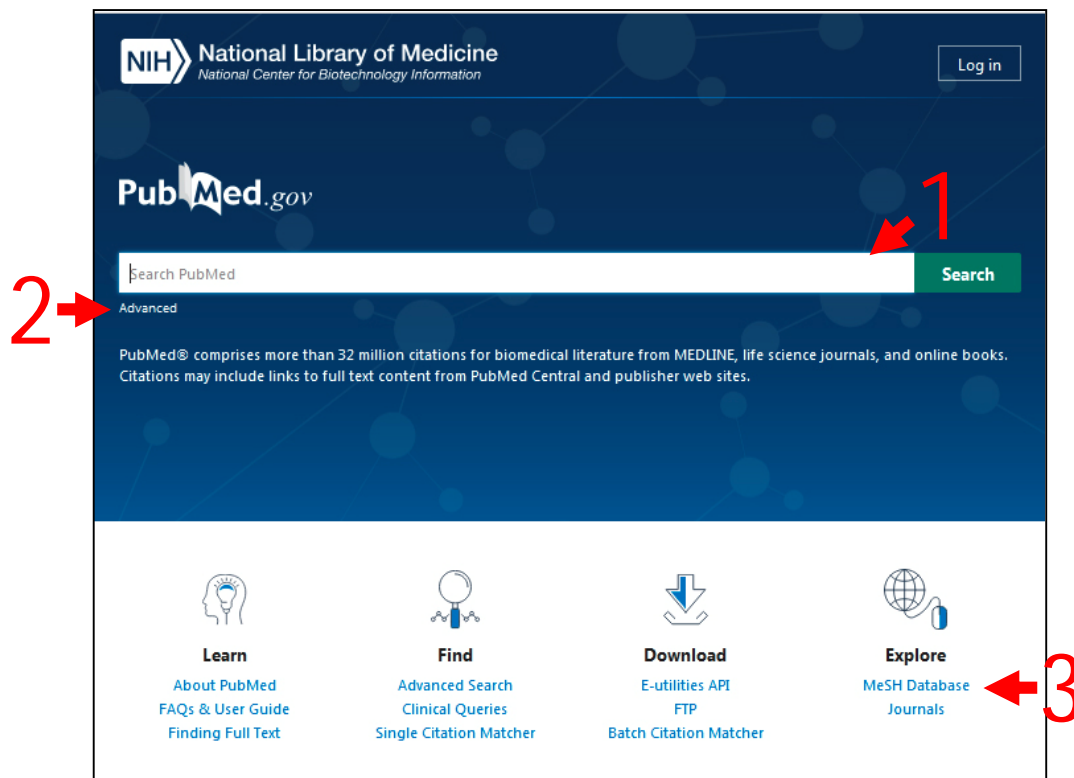 NIH National Library of Medicine
National Center for Biotechnology Information
Log in
PubMed.gov
1
Search PubMed
Search
2
Advanced
PubMed® comprises more than 32 million citations for biomedical literature from MEDLINE, life science journals, and online books.
Citations may include links to full text content from PubMed Central and publisher web sites.
Learn
About PubMed
FAQs & User Guide
Finding Full Text
Find
Advanced Search
Clinical Queries
Single Citation Matcher
Download
E-utilities API
FTP
Batch Citation Matcher
Explore
MeSH Database
3
Journals